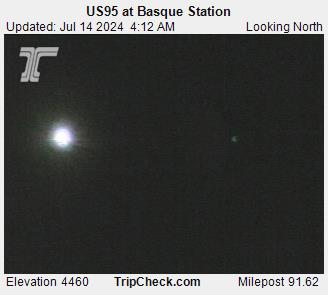 US95 at Basque Station
Updated: Jul 14 2024 4:12 AM Looking North
Elevation 4460 TripCheck.com Milepost 91.62